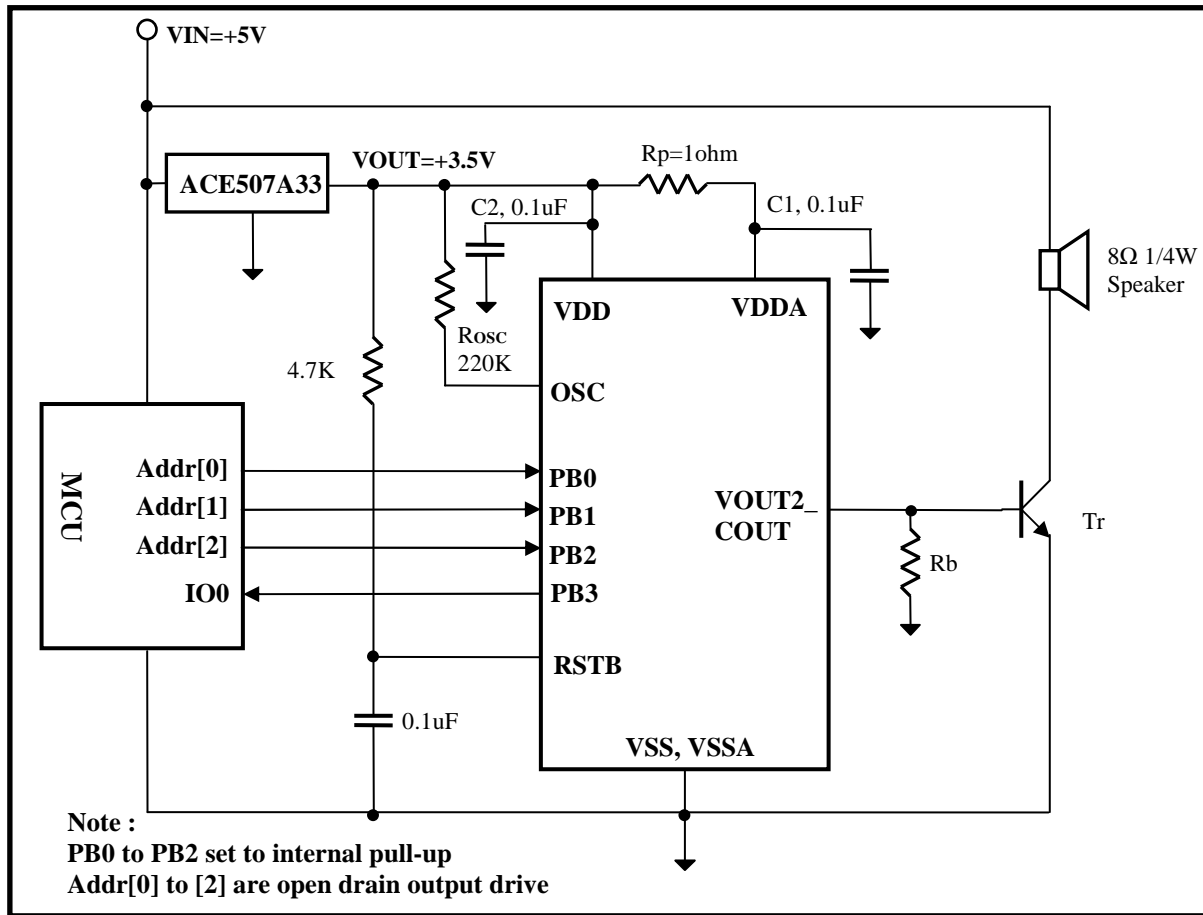 VIN=+5V
VOUT=+3.5V
Rp=1ohm
ACE507A33
C2, 0.1uF
C1, 0.1uF
8Ω 1/4W
Speaker
VDD
VDDA
Rosc
220K
4.7K
OSC
MCU
Addr[0]
Addr[1]
Addr[2]
IO0
PB0
PB1
PB2
PB3
RSTB
VOUT2_
COUT
Tr
Rb
0.1uF
VSS, VSSA
Note :
PB0 to PB2 set to internal pull-up
Addr[0] to [2] are open drain output drive